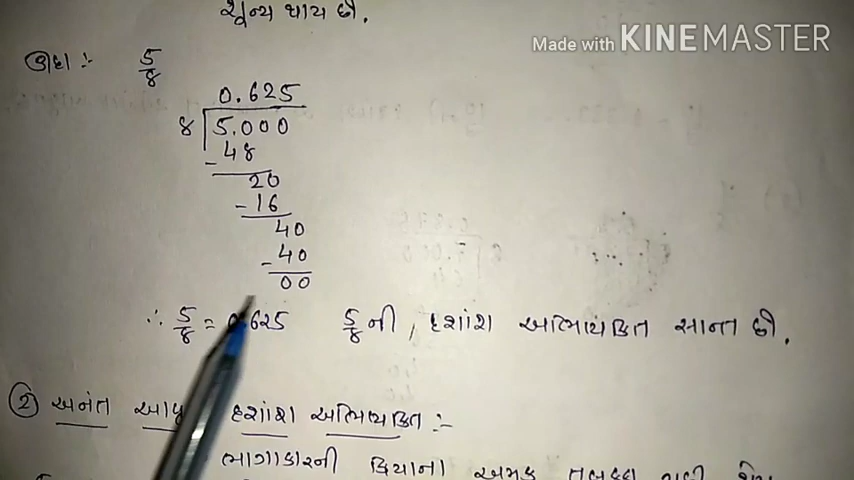 શૂન્ય થાય છે.
Made with KINEMASTER
ઉદા :- 5/8
0.625
8 5.000
- 48
20
- 16
40
- 40
00
∴ 5/8 = 0.625 5/8 ની, દશાંશ અભિવ્યક્તિ સાન્ત છે.
② અનંત દશાંશ અભિવ્યક્તિ :-
ભાગાકારની ક્રિયાના અમુક